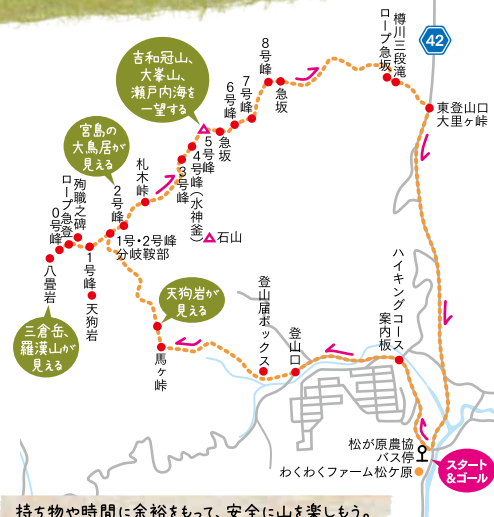 吉和冠山、
大峯山、
瀬戸内海を
一望する
8号峰
急坂
樽川三段滝
ロープ急坂
42
7号峰
6号峰
急坂
5号峰
4号峰(水神釜)
3号峰
東登山口
大里ヶ峠
宮島の
大鳥居が
見える
札木峠
2号峰
殉職之碑
ロープ急登
0号峰
八畳岩
1号峰
天狗岩
1号・2号峰
分岐鞍部
石山
三倉岳、
羅漢山が
見える
天狗岩が
見える
馬ヶ峠
登山届ボックス
登山口
ハイキングコース
案内板
松が原農協
バス停
わくわくファーム松ケ原
スタート
&ゴール
持ち物や時間に余裕をもって、安全に山を楽しもう。